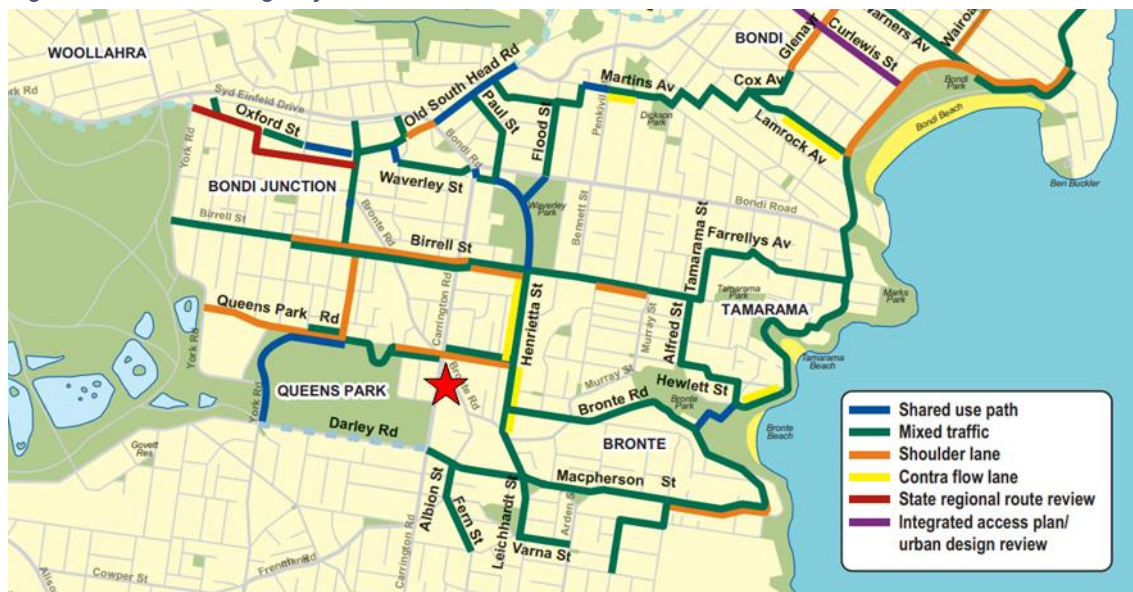 WOOLLAHRA
BONDI
Old South Head Rd
Glenay
Curlewis St
Warners Av
Wairoa
Martins Av
Cox Av
York Rd
Syd Einfeld Drive
Oxford St
Paul St
Flood St
Penkivil
Dickson Park
Lamrock Av
Bondi Park
Bondi Beach
Ben Buckler
York Rd
Bondi Rd
BONDI JUNCTION
Waverley St
Waverley Park
Bennett St
Bondi Road
Birrell St
Bronte Rd
Birrell St
Tamarama St
Farrellys Av
Queens Park Rd
Carrington Rd
Henrietta St
Murray St
Alfred St
Tamarama Park
TAMARAMA
Marks Park
Tamarama Beach
York Rd
QUEENS PARK
Bronte Rd
Murray St
Hewlett St
Bronte Rd
Bronte Park
Bronte Beach
York Rd
Darley Rd
BRONTE
Govett Res
Albion St
Fern St
Leichhardt St
Macpherson St
Arden St
Varna St
Carrington Rd
Cowper St
Shared use path
Mixed traffic
Shoulder lane
Contra flow lane
State regional route review
Integrated access plan/
urban design review